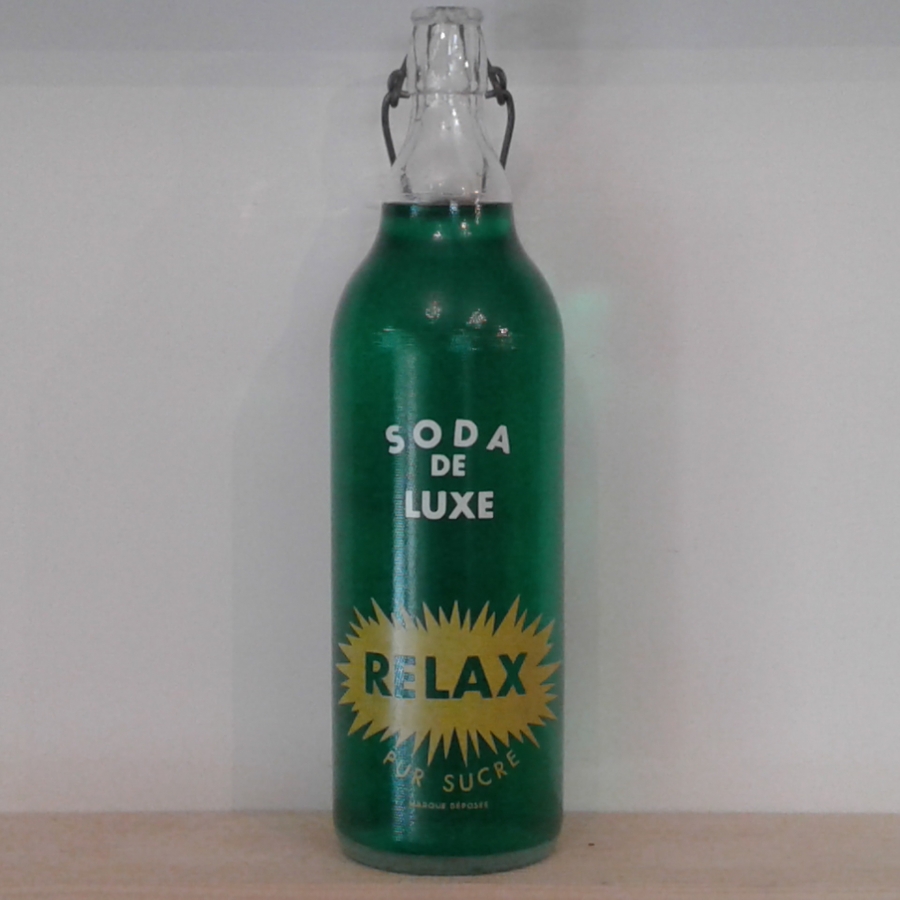 SODA
DE
LUXE
RELAX
PUR SUCRE
MARQUE DÉPOSÉE